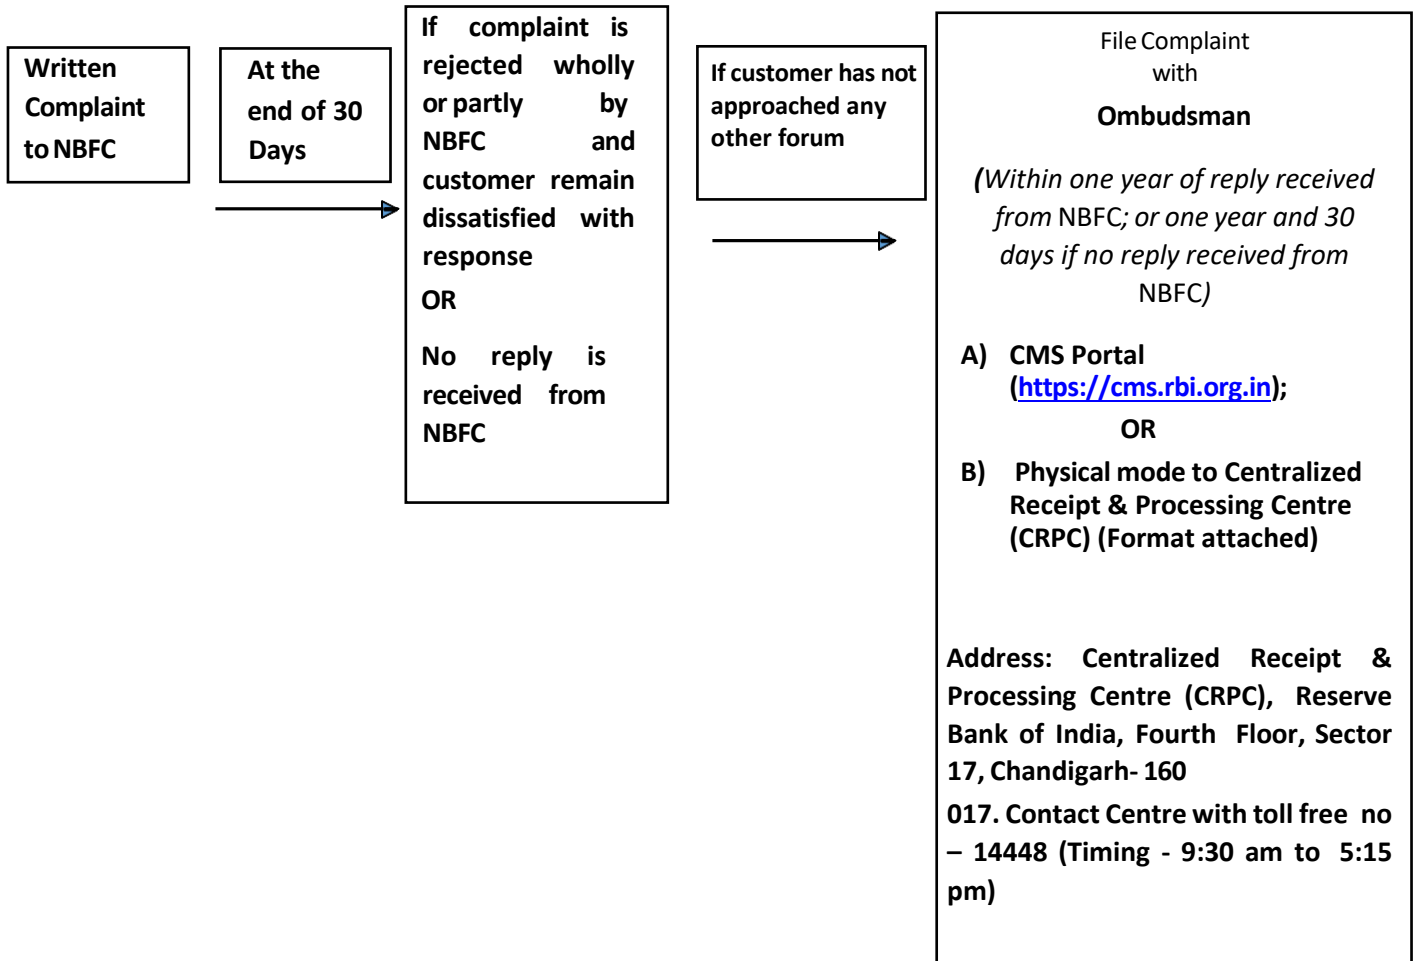 Written
Complaint
to NBFC
At the
end of 30
Days
If complaint is
rejected wholly
or partly by
NBFC and
customer remain
dissatisfied with
response
OR
No reply is
received from
NBFC
If customer has not
approached any
other forum
File Complaint
with
Ombudsman
(Within one year of reply received
from NBFC; or one year and 30
days if no reply received from
NBFC)
A) CMS Portal
(https://cms.rbi.org.in);
OR
B) Physical mode to Centralized
Receipt & Processing Centre
(CRPC) (Format attached)
Address: Centralized Receipt &
Processing Centre (CRPC), Reserve
Bank of India, Fourth Floor, Sector
17, Chandigarh- 160
017. Contact Centre with toll free no
– 14448 (Timing - 9:30 am to 5:15
pm)